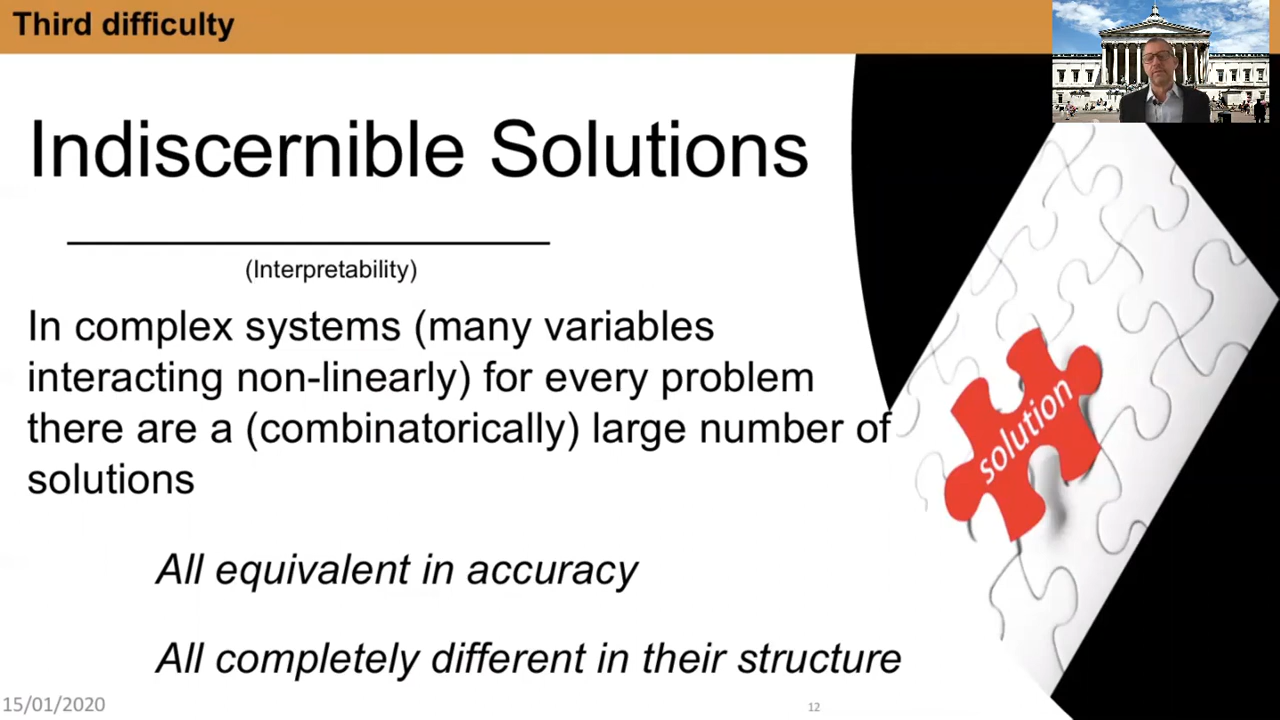 Third difficulty
Indiscernible Solutions
(Interpretability)
In complex systems (many variables
interacting non-linearly) for every problem
there are a (combinatorically) large number of
solutions
solution
All equivalent in accuracy
All completely different in their structure
15/01/2020
12